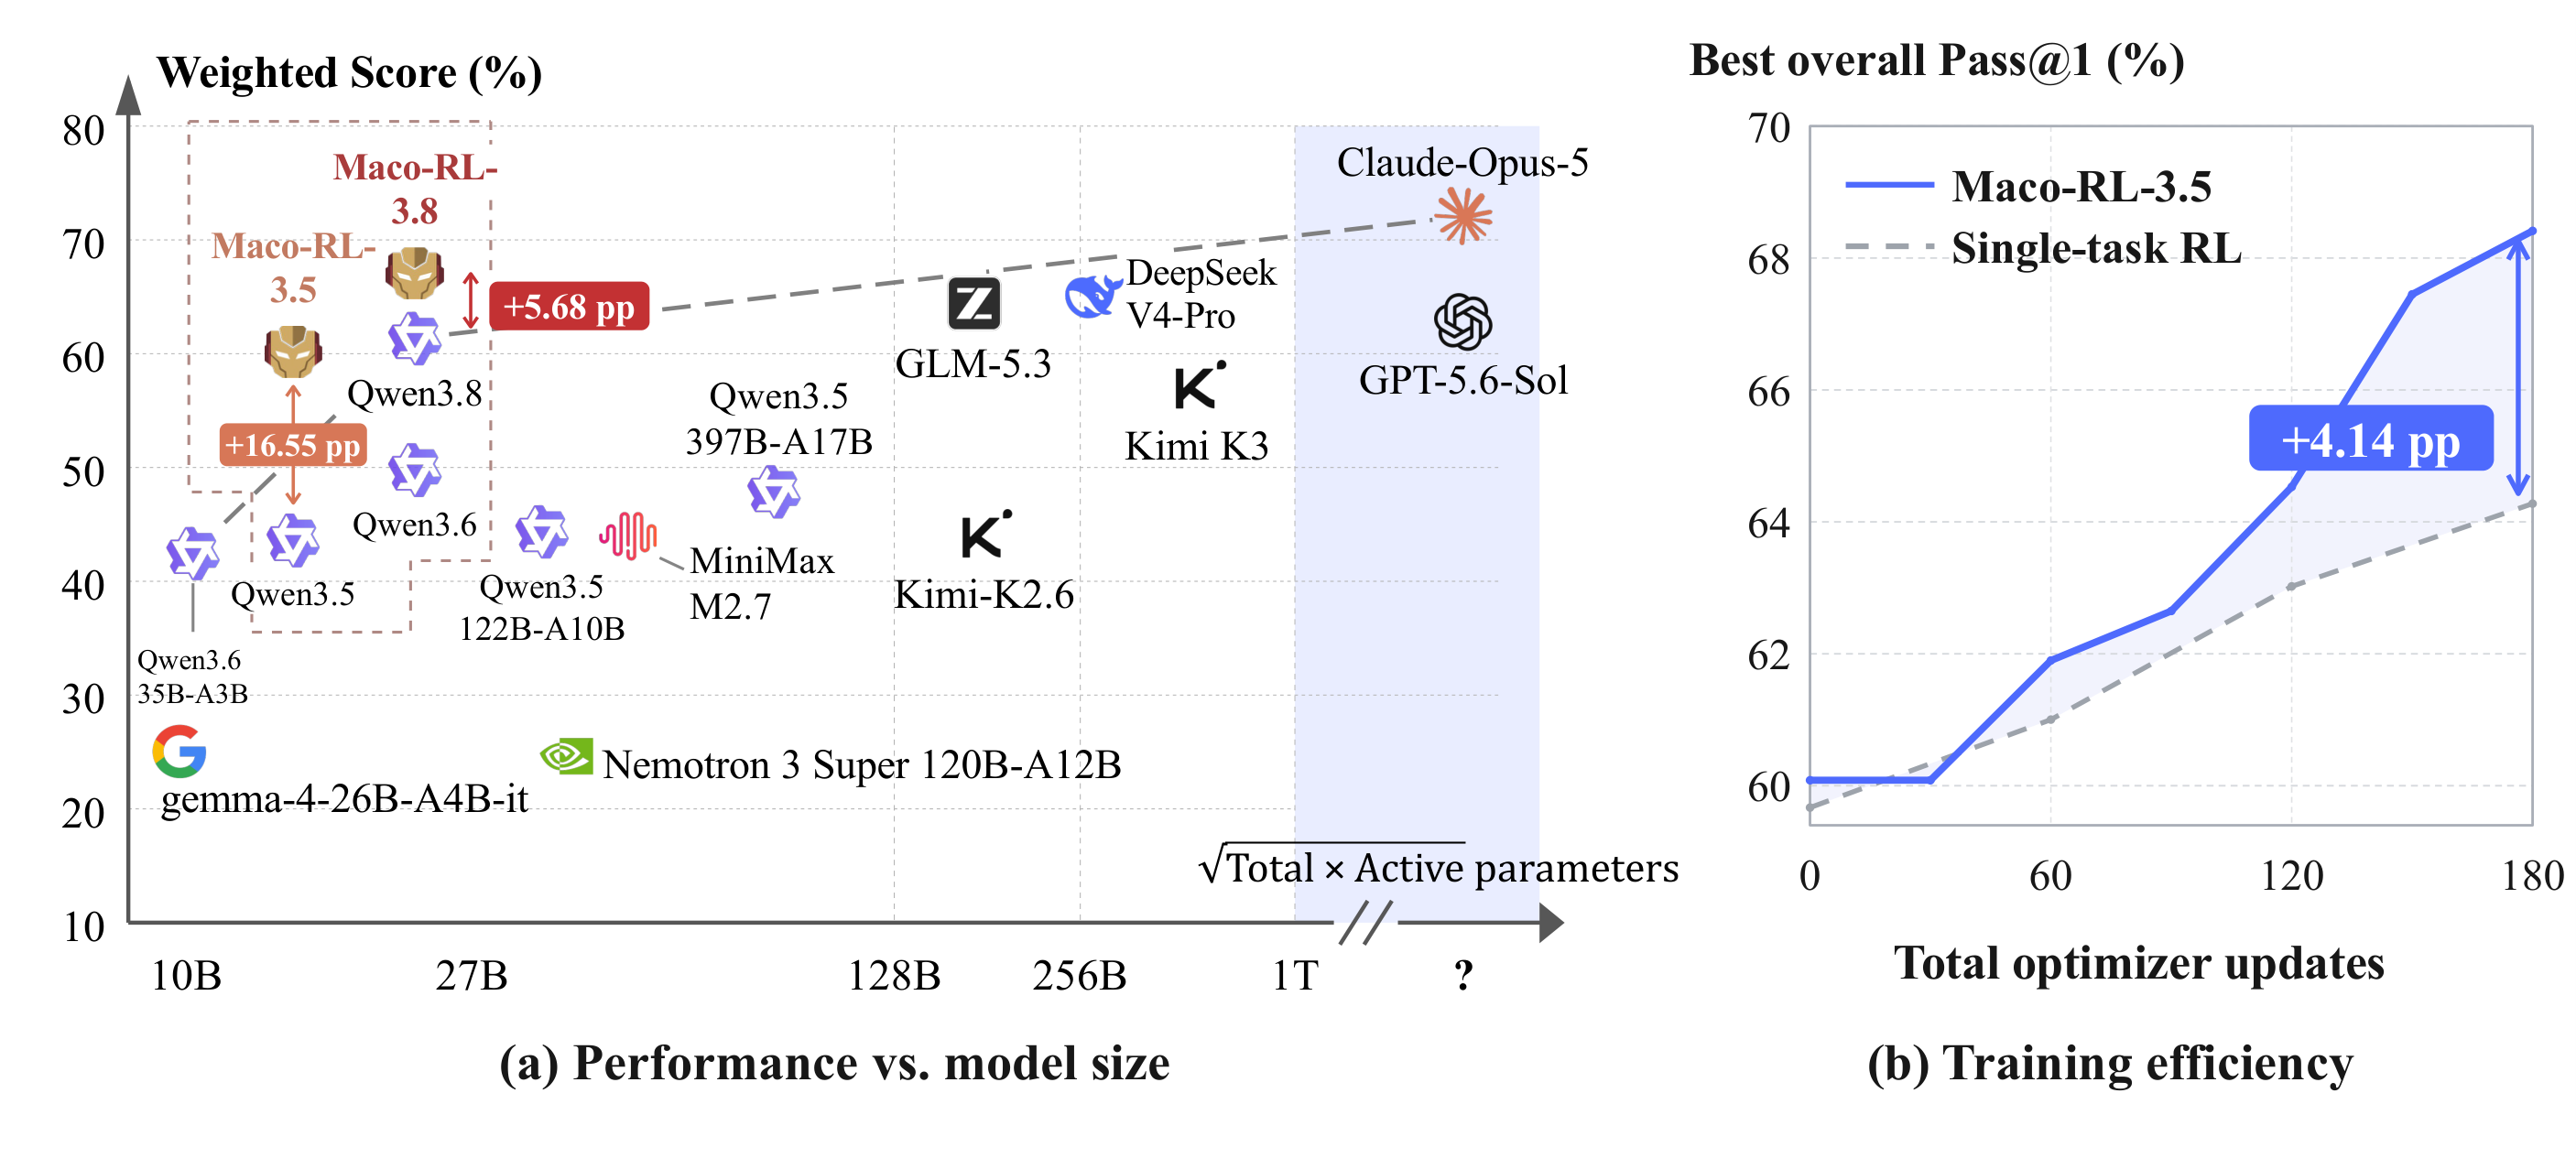 Weighted Score (%)
80
70
60
50
40
30
20
10
Maco-RL-
3.8
Maco-RL-
3.5
+5.68 pp
+16.55 pp
Qwen3.8
Qwen3.6
Qwen3.5
Qwen3.6
35B-A3B
gemma-4-26B-A4B-it
Qwen3.5
122B-A10B
MiniMax
M2.7
Qwen3.5
397B-A17B
Nemotron 3 Super 120B-A12B
GLM-5.3
Kimi-K2.6
DeepSeek
V4-Pro
Kimi K3
Claude-Opus-5
GPT-5.6-Sol
√Total × Active parameters
10B
27B
128B
256B
1T
?
(a) Performance vs. model size
Best overall Pass@1 (%)
70
68
66
64
62
60
Maco-RL-3.5
Single-task RL
+4.14 pp
0
60
120
180
Total optimizer updates
(b) Training efficiency